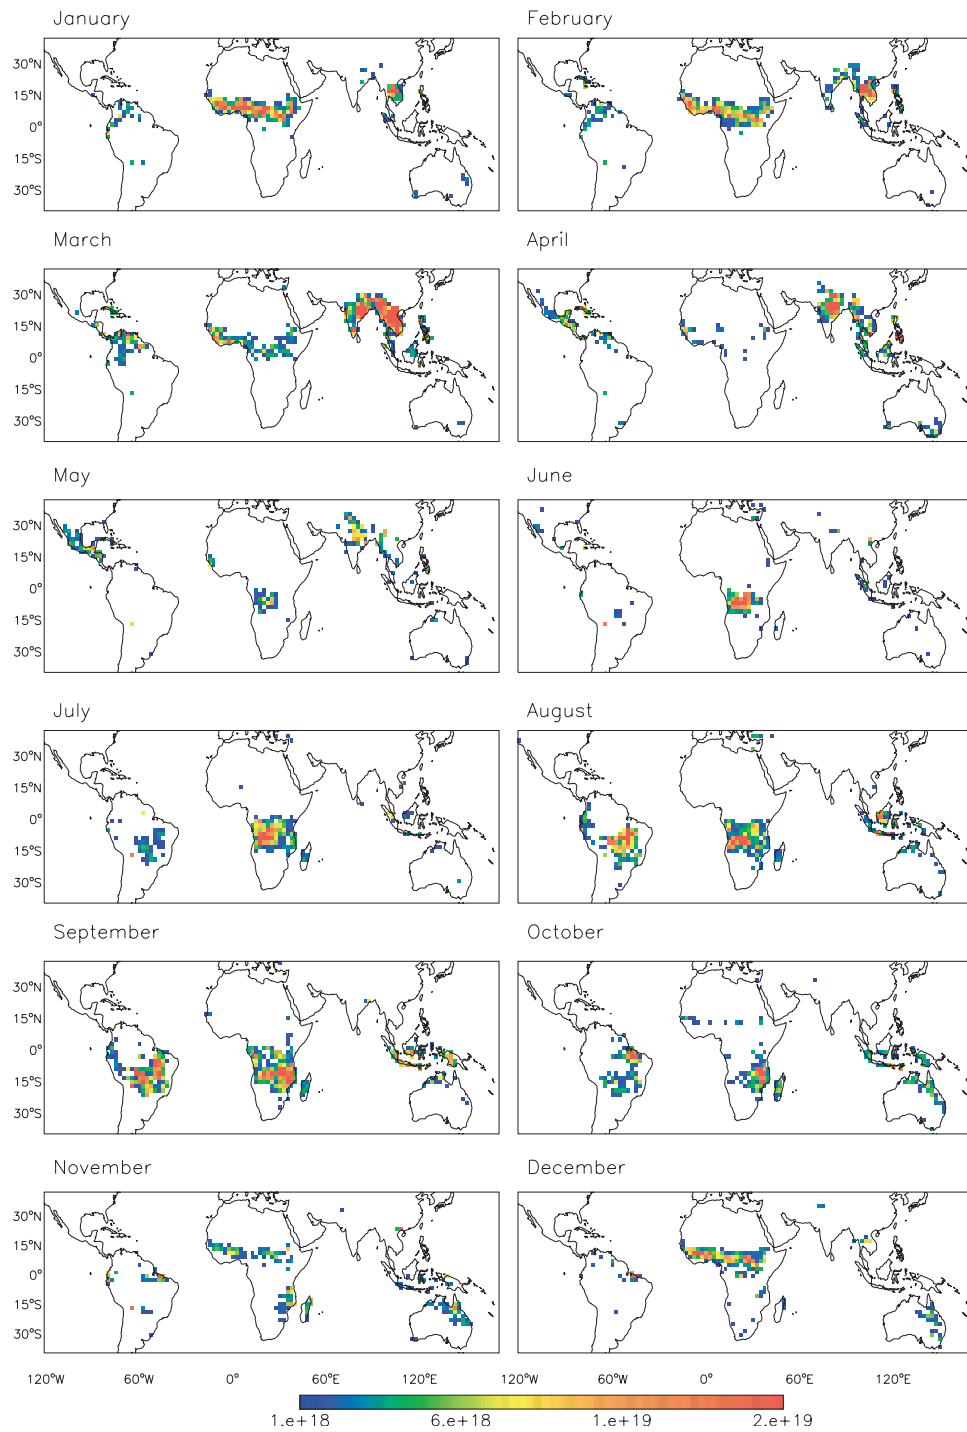 January February
30°N
15°N
0°
15°S
30°S
March April
30°N
15°N
0°
15°S
30°S
May June
30°N
15°N
0°
15°S
30°S
July August
30°N
15°N
0°
15°S
30°S
September October
30°N
15°N
0°
15°S
30°S
November December
30°N
15°N
0°
15°S
30°S
120°W 60°W 0° 60°E 120°E 60°W 0° 60°E 120°E
1.e+18 6.e+18 1.e+19 2.e+19